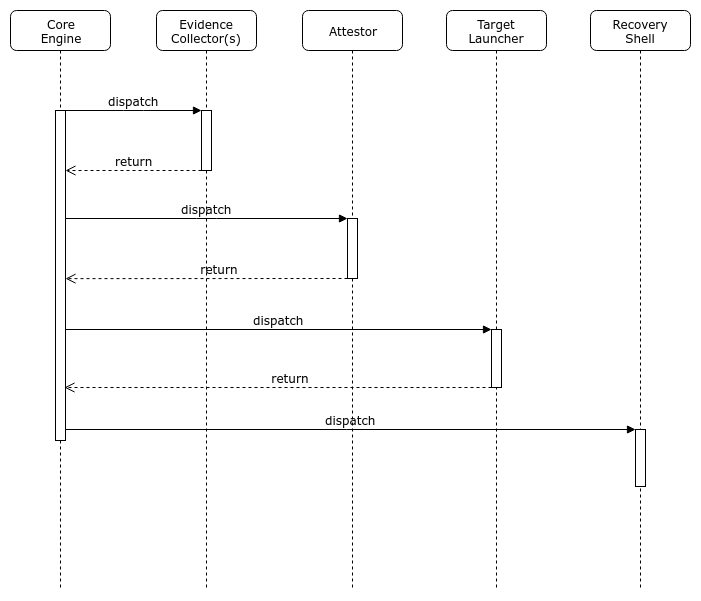 Core
Engine
Evidence
Collector(s)
Attestor
Target
Launcher
Recovery
Shell
dispatch
return
dispatch
return
dispatch
return
dispatch